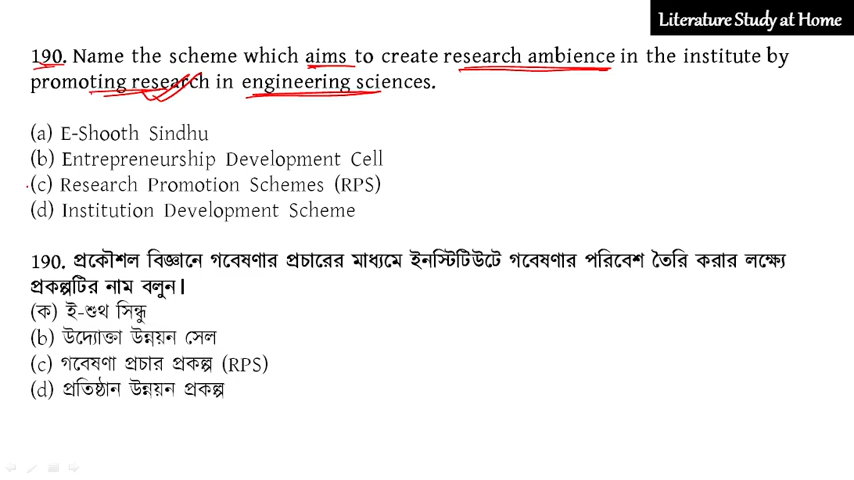 Literature Study at Home
190. Name the scheme which aims to create research ambience in the institute by
promoting research in engineering sciences.
(a) E-Shooth Sindhu
(b) Entrepreneurship Development Cell
(c) Research Promotion Schemes (RPS)
(d) Institution Development Scheme
190. প্রকৌশল বিজ্ঞানে গবেষণার প্রচারের মাধ্যমে ইনস্টিটিউটে গবেষণার পরিবেশ তৈরি করার লক্ষ্যে
প্রকল্পটির নাম বলুন।
(ক) ই-শুথ সিন্ধু
(b) উদ্যোক্তা উন্নয়ন সেল
(c) গবেষণা প্রচার প্রকল্প (RPS)
(d) প্রতিষ্ঠান উন্নয়ন প্রকল্প